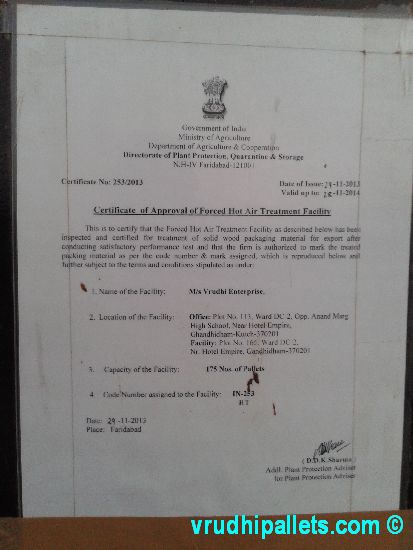 Government of India
Ministry of Agriculture
Department of Agriculture & Cooperation
Directorate of Plant Protection, Quarantine & Storage
N.H-IV Faridabad-121001
Certificate No: 253/2013
Date of Issue: 29-11-2013
Valid up to: 28-11-2014
Certificate of Approval of Forced Hot Air Treatment Facility
This is to certify that the Forced Hot Air Treatment Facility as described below has been
inspected and certified for treatment of solid wood packaging material for export after
conducting satisfactory performance test and that the firm is authorized to mark the treated
packing material as per the code number & mark assigned, which is reproduced below and
further subject to the terms and conditions stipulated as under:
1. Name of the Facility: M/s Vrudhi Enterprise,
2. Location of the Facility: Office: Plot No. 113, Ward DC-2, Opp. Anand Marg
High School, Near Hotel Empire,
Ghandhidham-Kutch-370201
Facility: Plot No. 166, Ward DC-2,
Nr. Hotel Empire, Gandhidham-370201
3. Capacity of the Facility: 175 Nos. of Pallets
4. Code Number assigned to the Facility: IN-253
HT
Date: 29-11-2013
Place: Faridabad
(D.D.K.Sharma)
Addl. Plant Protection Adviser
for Plant Protection Adviser
vrudhipallets.com ©